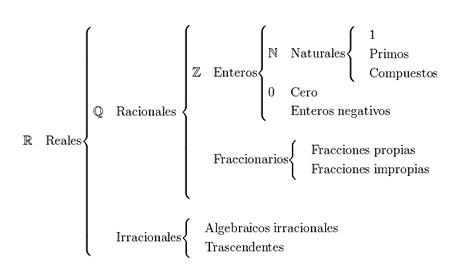 1
ℕ Naturales Primos
Compuestos
ℤ Enteros
0 Cero
Enteros negativos
ℚ Racionales
ℝ Reales
Fracciones propias
Fraccionarios
Fracciones impropias
Algebraicos irracionales
Irracionales
Trascendentes